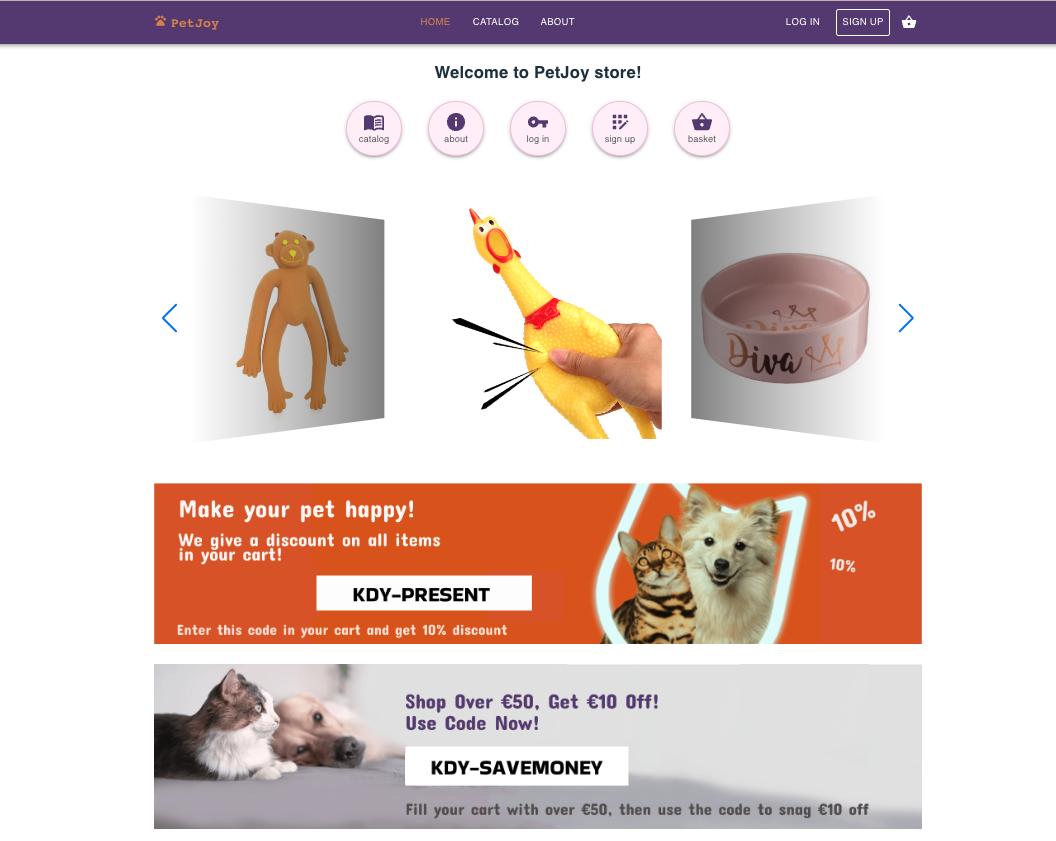 PetJoy
HOME CATALOG ABOUT
LOG IN SIGN UP
Welcome to PetJoy store!
catalog about log in sign up basket
Diva
Make your pet happy!
We give a discount on all items
in your cart!
KDY-PRESENT
Enter this code in your cart and get 10% discount
10%
10%
Shop Over €50, Get €10 Off!
Use Code Now!
KDY-SAVEMONEY
Fill your cart with over €50, then use the code to snag €10 off